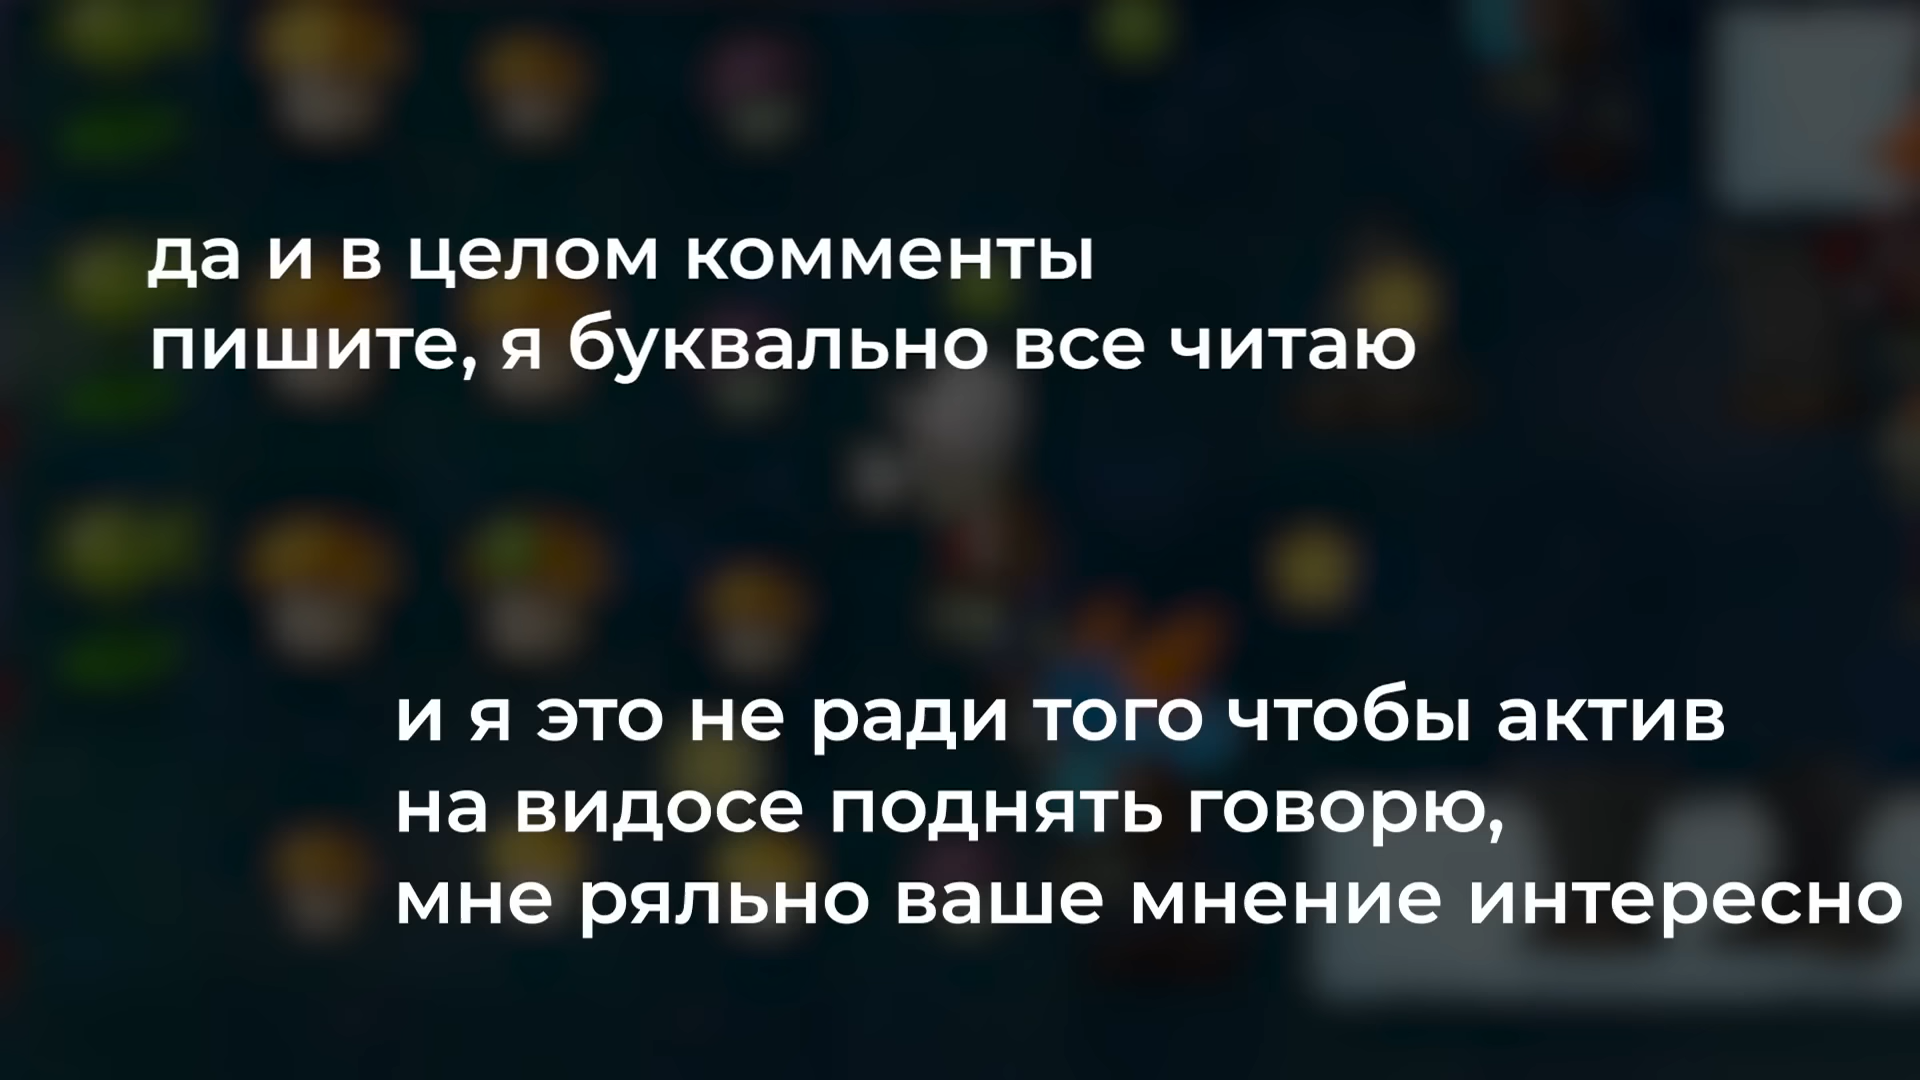 да и в целом комменты
пишите, я буквально все читаю
и я это не ради того чтобы актив
на видосе поднять говорю,
мне ряльно ваше мнение интересно